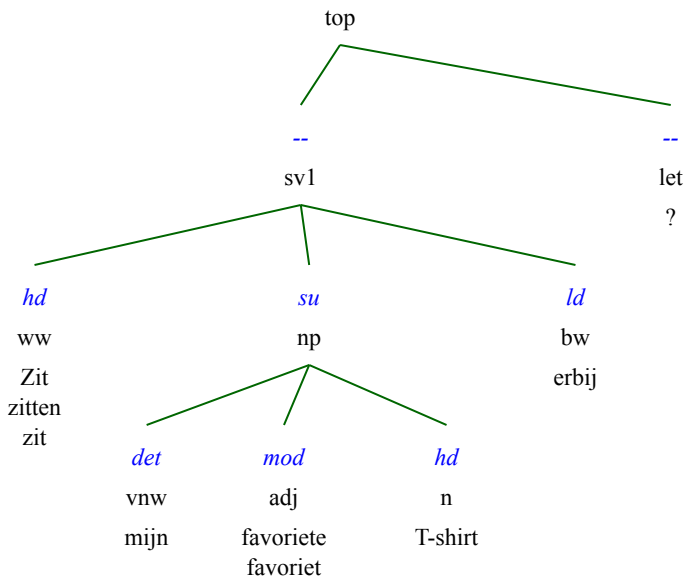 top
-- --
sv1 let
?
hd su ld
ww np bw
Zit erbij
zitten
zit
det mod hd
vnw adj n
mijn favoriete T-shirt
favoriet